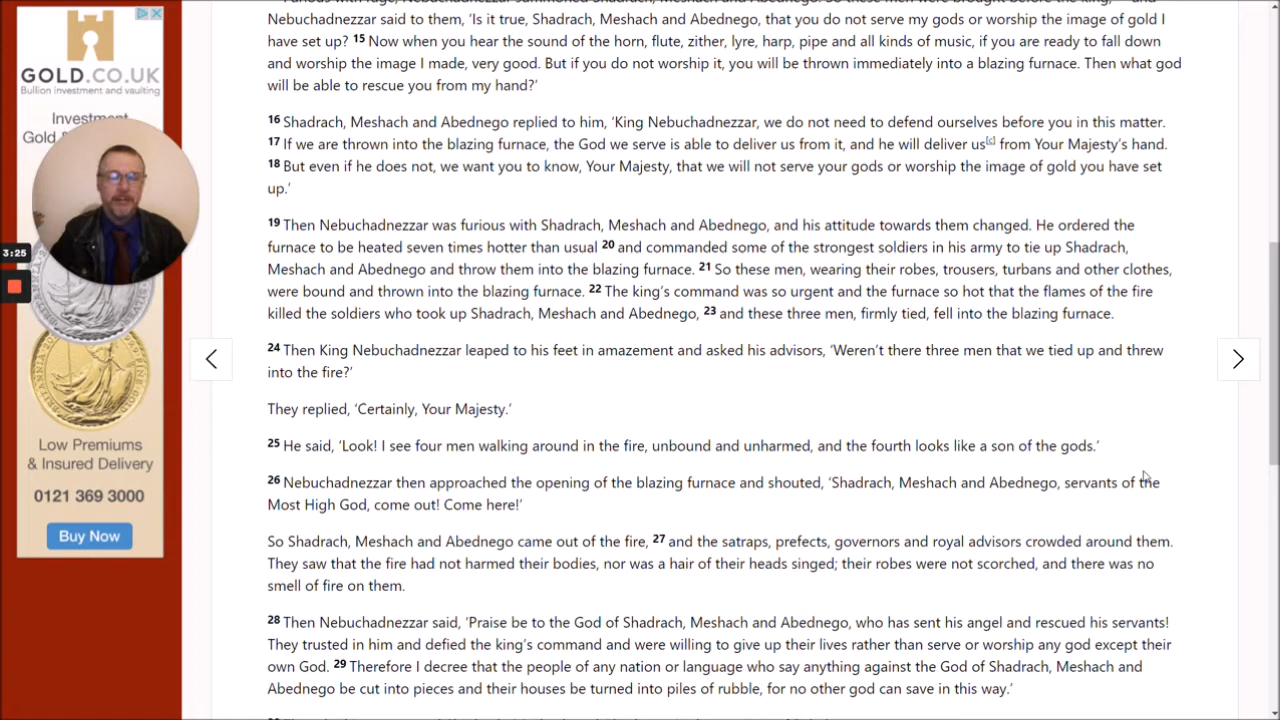 GOLD.CO.UK
Bullion investment and vaulting
Investment
Gold
3:25
Low Premiums
& Insured Delivery
0121 369 3000
Buy Now
Nebuchadnezzar said to them, ‘Is it true, Shadrach, Meshach and Abednego, that you do not serve my gods or worship the image of gold I
have set up? 15 Now when you hear the sound of the horn, flute, zither, lyre, harp, pipe and all kinds of music, if you are ready to fall down
and worship the image I made, very good. But if you do not worship it, you will be thrown immediately into a blazing furnace. Then what god
will be able to rescue you from my hand?’
16 Shadrach, Meshach and Abednego replied to him, ‘King Nebuchadnezzar, we do not need to defend ourselves before you in this matter.
17 If we are thrown into the blazing furnace, the God we serve is able to deliver us from it, and he will deliver us[c] from Your Majesty’s hand.
18 But even if he does not, we want you to know, Your Majesty, that we will not serve your gods or worship the image of gold you have set
up.’
19 Then Nebuchadnezzar was furious with Shadrach, Meshach and Abednego, and his attitude towards them changed. He ordered the
furnace to be heated seven times hotter than usual 20 and commanded some of the strongest soldiers in his army to tie up Shadrach,
Meshach and Abednego and throw them into the blazing furnace. 21 So these men, wearing their robes, trousers, turbans and other clothes,
were bound and thrown into the blazing furnace. 22 The king’s command was so urgent and the furnace so hot that the flames of the fire
killed the soldiers who took up Shadrach, Meshach and Abednego, 23 and these three men, firmly tied, fell into the blazing furnace.
24 Then King Nebuchadnezzar leaped to his feet in amazement and asked his advisors, ‘Weren’t there three men that we tied up and threw
into the fire?’
They replied, ‘Certainly, Your Majesty.’
25 He said, ‘Look! I see four men walking around in the fire, unbound and unharmed, and the fourth looks like a son of the gods.’
26 Nebuchadnezzar then approached the opening of the blazing furnace and shouted, ‘Shadrach, Meshach and Abednego, servants of the
Most High God, come out! Come here!’
So Shadrach, Meshach and Abednego came out of the fire, 27 and the satraps, prefects, governors and royal advisors crowded around them.
They saw that the fire had not harmed their bodies, nor was a hair of their heads singed; their robes were not scorched, and there was no
smell of fire on them.
28 Then Nebuchadnezzar said, ‘Praise be to the God of Shadrach, Meshach and Abednego, who has sent his angel and rescued his servants!
They trusted in him and defied the king’s command and were willing to give up their lives rather than serve or worship any god except their
own God. 29 Therefore I decree that the people of any nation or language who say anything against the God of Shadrach, Meshach and
Abednego be cut into pieces and their houses be turned into piles of rubble, for no other god can save in this way.’